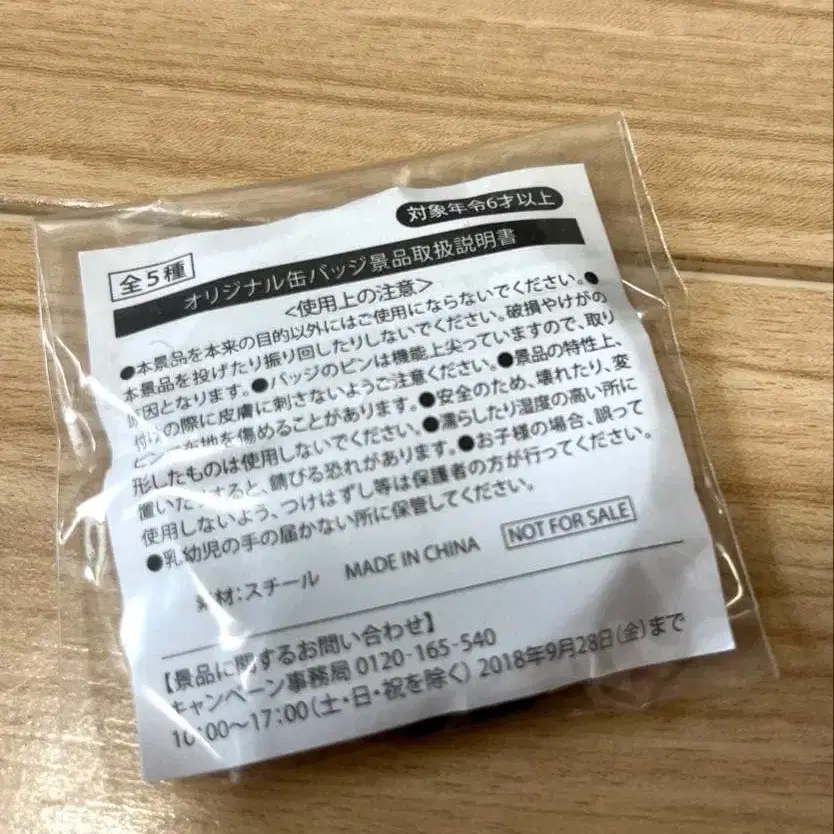 対象年令6才以上
全5種
オリジナル缶バッジ景品取扱説明書
<使用上の注意>
●本景品を本来の目的以外にはご使用にならないでください。●
本景品を投げたり振り回したりしないでください。破損やけがの
原因となります。●バッジのピンは機能上尖っていますので、取り
付けの際に皮膚に刺さないようご注意ください。●景品の特性上、
ピンで布地を傷めることがあります。●安全のため、壊れたり、変
形したものは使用しないでください。●濡らしたり湿度の高い所に
置いたりすると、錆びる恐れがあります。●お子様の場合、誤って
使用しないよう、つけはずし等は保護者の方が行ってください。
●乳幼児の手の届かない所に保管してください。
素材:スチール MADE IN CHINA NOT FOR SALE
【景品に関するお問い合わせ】
キャンペーン事務局 0120-165-540
10:00〜17:00(土・日・祝を除く) 2018年9月28日(金)まで